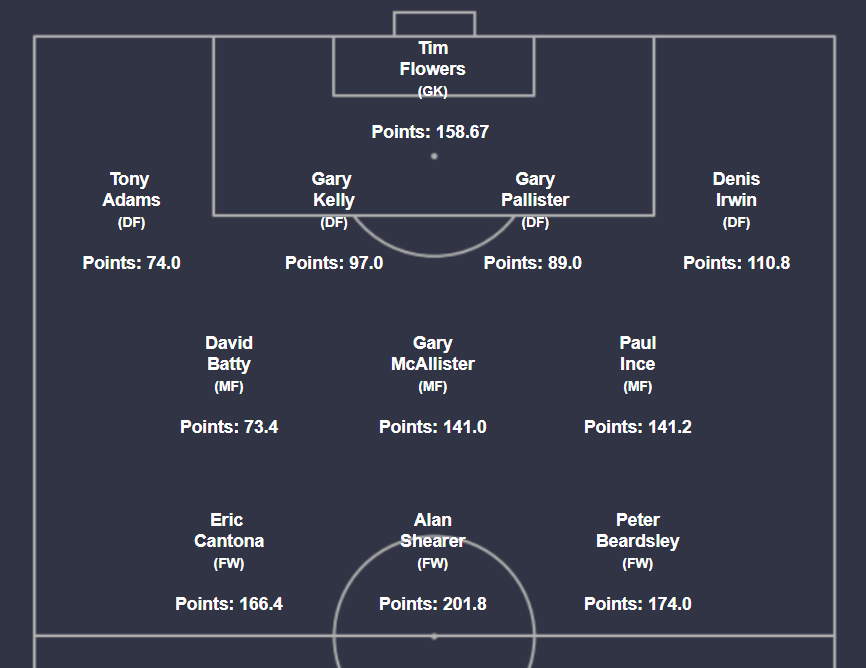 Tim
Flowers
(GK)
Points: 158.67
Tony
Adams
(DF)
Points: 74.0
Gary
Kelly
(DF)
Points: 97.0
Gary
Pallister
(DF)
Points: 89.0
Denis
Irwin
(DF)
Points: 110.8
David
Batty
(MF)
Points: 73.4
Gary
McAllister
(MF)
Points: 141.0
Paul
Ince
(MF)
Points: 141.2
Eric
Cantona
(FW)
Points: 166.4
Alan
Shearer
(FW)
Points: 201.8
Peter
Beardsley
(FW)
Points: 174.0